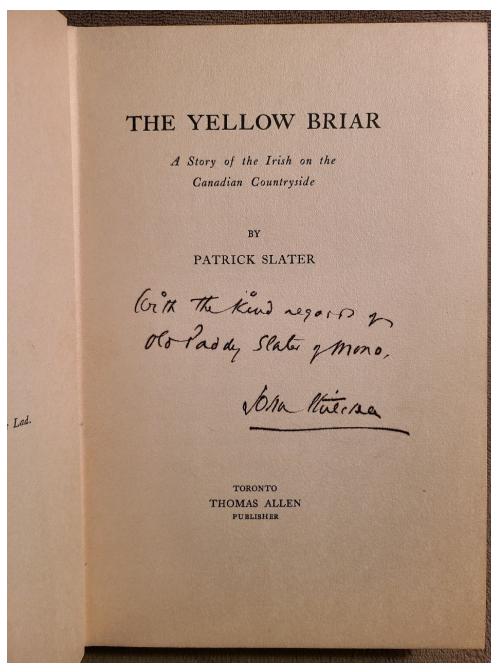 THE YELLOW BRIAR
A Story of the Irish on the
Canadian Countryside
BY
PATRICK SLATER
With the kind regards of
Old Paddy Slater of Mono,
John Mitchell
TORONTO
THOMAS ALLEN
PUBLISHER
Lad.